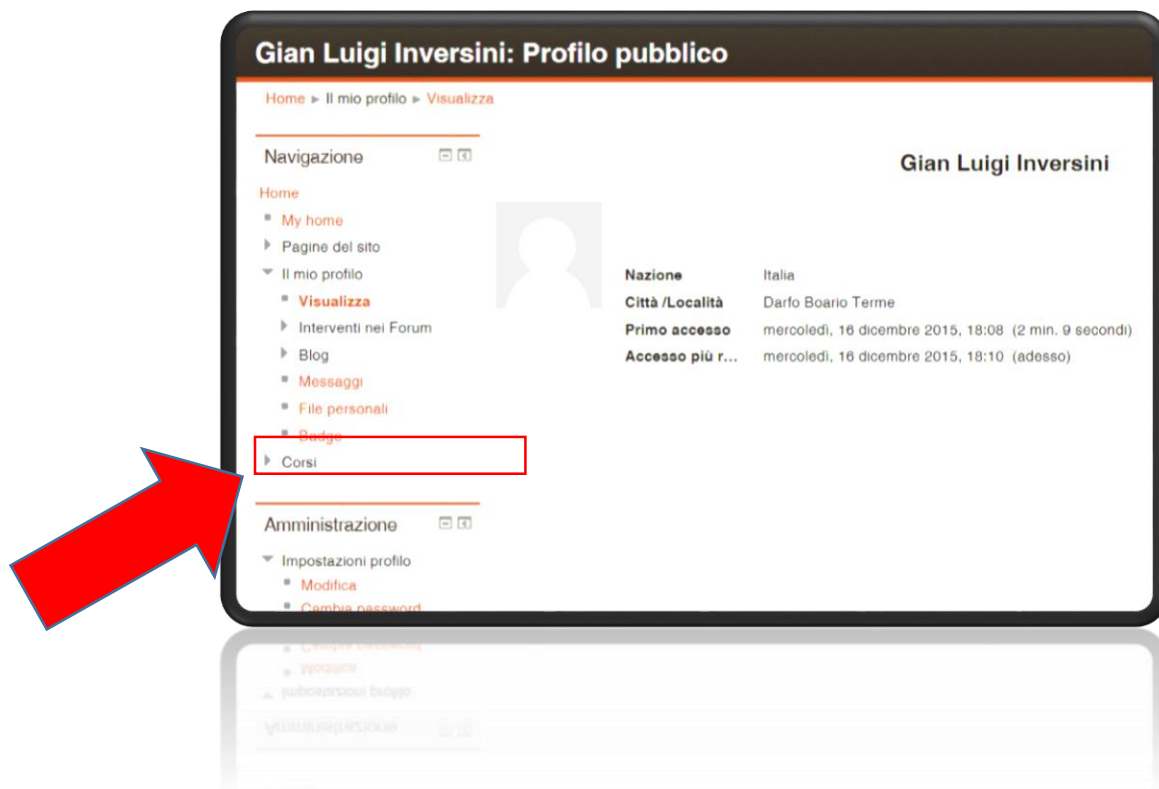 Gian Luigi Inversini: Profilo pubblico
Home ► Il mio profilo ► Visualizza
Navigazione
Home
My home
Pagine del sito
Il mio profilo
Visualizza
Interventi nei Forum
Blog
Messaggi
File personali
Badge
Corsi
Amministrazione
Impostazioni profilo
Modifica
Cambia password
Gian Luigi Inversini
Nazione Italia
Città /Località Darfo Boario Terme
Primo accesso mercoledì, 16 dicembre 2015, 18:08 (2 min. 9 secondi)
Accesso più r... mercoledì, 16 dicembre 2015, 18:10 (adesso)